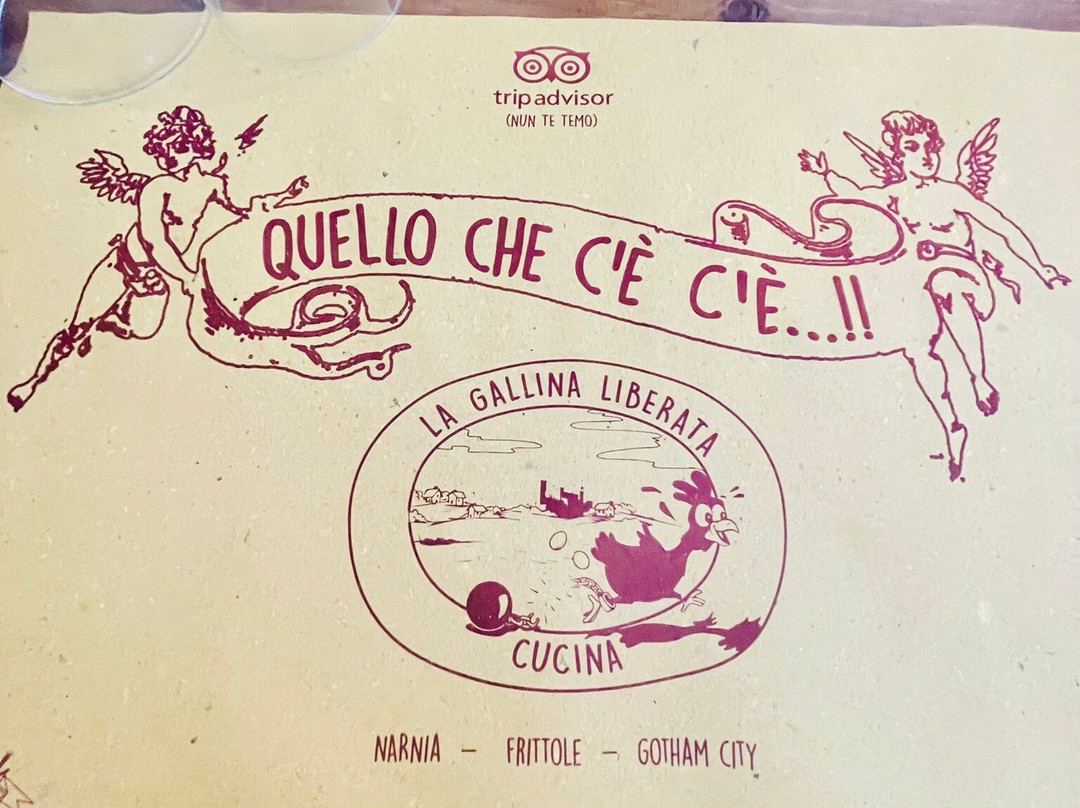 tripadvisor
(NUN TE TEMO)
QUELLO CHE C'È C'È...!!
LA GALLINA LIBERATA
CUCINA
NARNIA – FRITTOLE – GOTHAM CITY